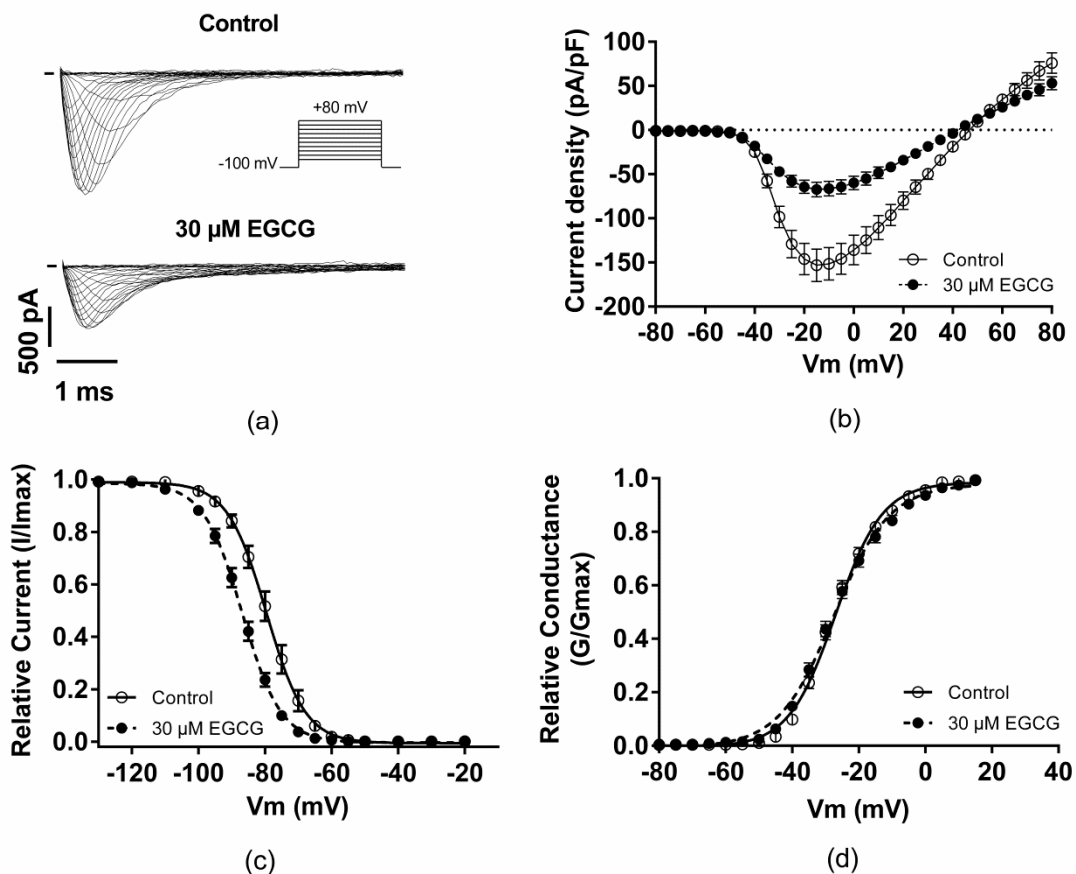 Control
+80 mV
-100 mV
30 µM EGCG
500 pA
1 ms
(a)
Current density (pA/pF)
100
50
0
-50
-100
-150
-200
-80 -60 -40 -20 0 20 40 60 80
Vm (mV)
Control
30 µM EGCG
(b)
Relative Current (I/Imax)
1.0
0.8
0.6
0.4
0.2
0.0
-120 -100 -80 -60 -40 -20
Vm (mV)
Control
30 µM EGCG
(c)
Relative Conductance
(G/Gmax)
1.0
0.8
0.6
0.4
0.2
0.0
-80 -60 -40 -20 0 20 40
Vm (mV)
Control
30 µM EGCG
(d)